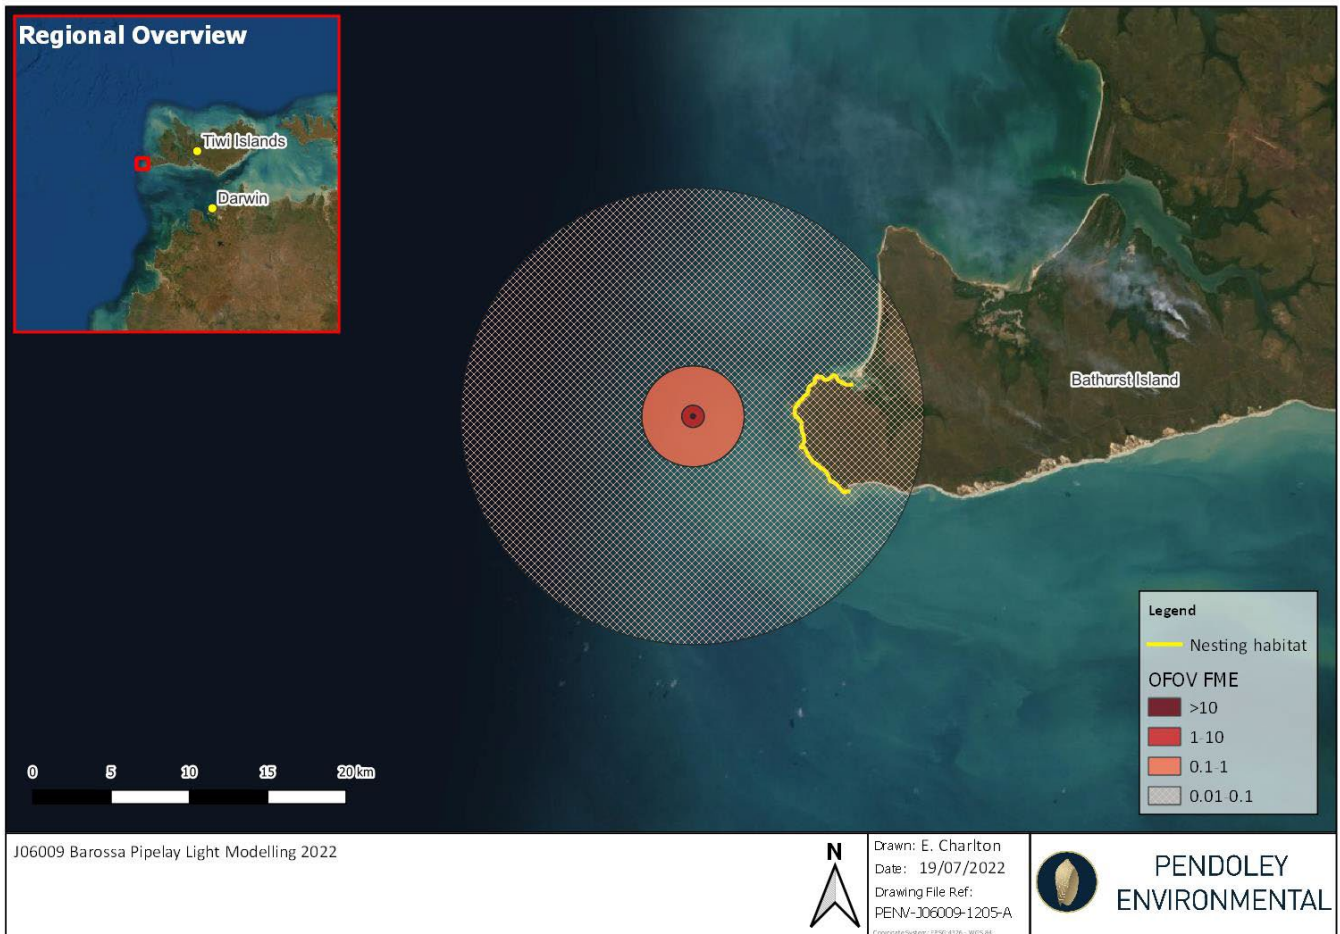 Regional Overview
Tiwi Islands
Darwin
Bathurst Island
Legend
Nesting habitat
OFOV FME
>10
1-10
0.1-1
0.01-0.1
0 5 10 15 20 km
J06009 Barossa Pipelay Light Modelling 2022
N
Drawn: E. Charlton
Date: 19/07/2022
Drawing File Ref:
PENV-J06009-1205-A
PENDOLEY
ENVIRONMENTAL